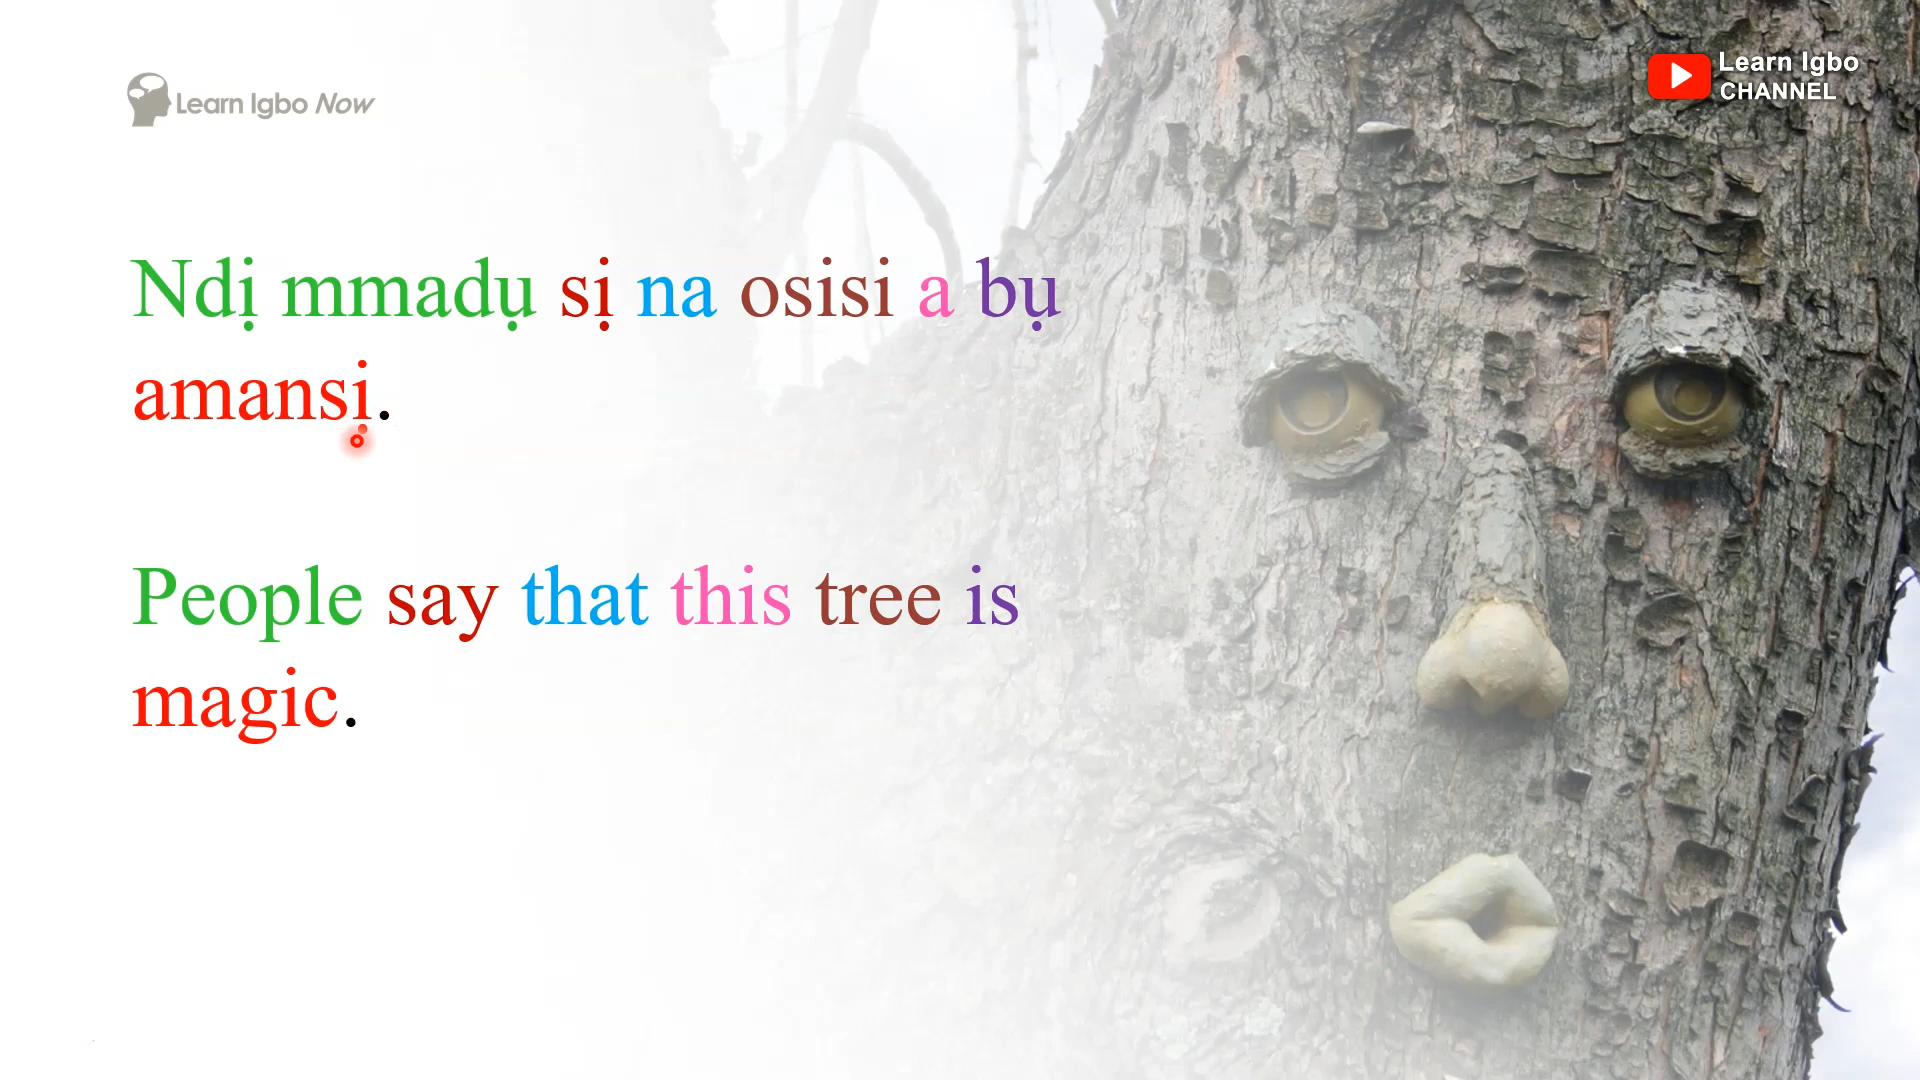 Learn Igbo Now
Learn Igbo
CHANNEL
Ndị mmadụ sị na osisi a bụ
amansị.
People say that this tree is
magic.